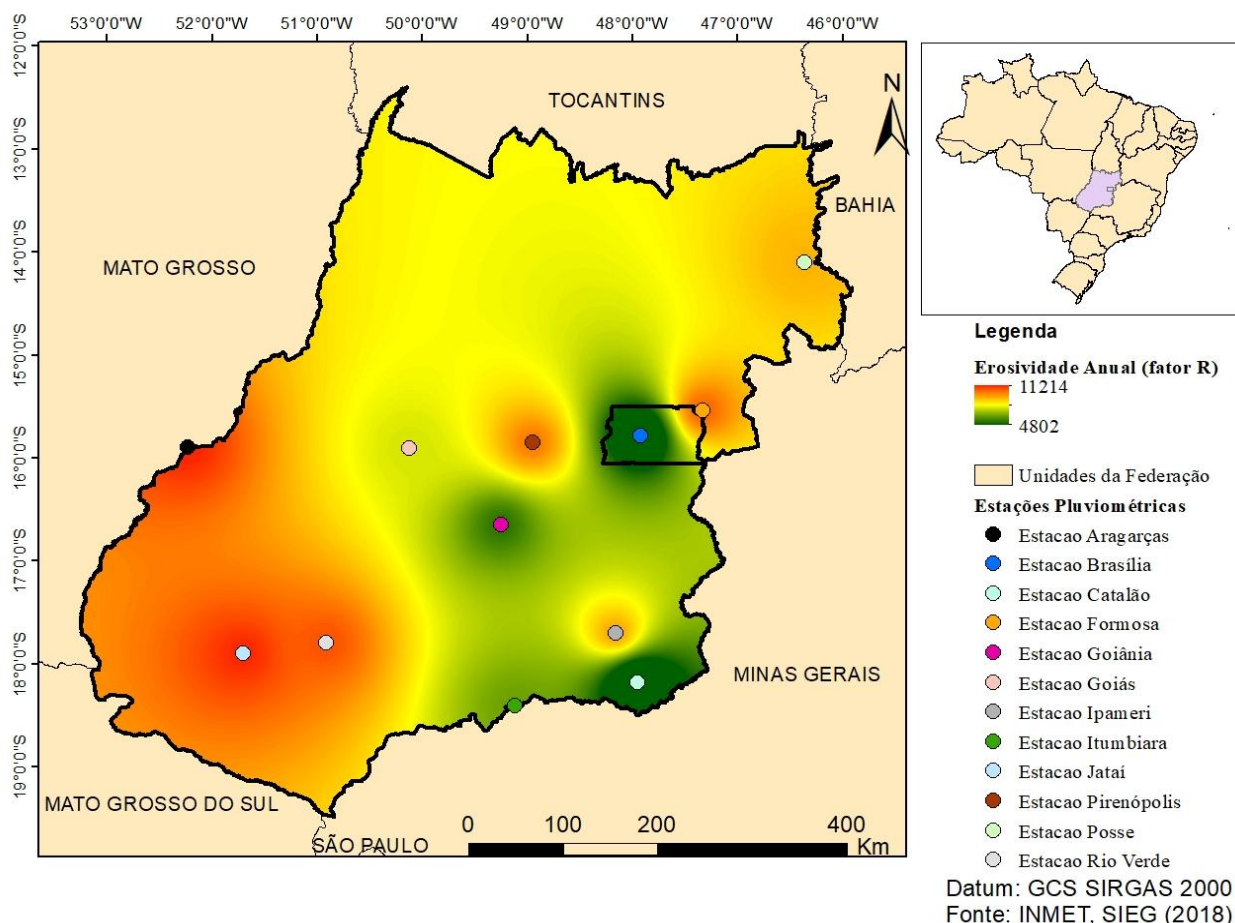 53°0'0"W 52°0'0"W 51°0'0"W 50°0'0"W 49°0'0"W 48°0'0"W 47°0'0"W 46°0'0"W
12°0'0"S
13°0'0"S
14°0'0"S
15°0'0"S
16°0'0"S
17°0'0"S
18°0'0"S
19°0'0"S
N
TOCANTINS
BAHIA
MATO GROSSO
MINAS GERAIS
MATO GROSSO DO SUL
SÃO PAULO
0 100 200 400
Km
Legenda
Erosividade Anual (fator R)
11214
4802
Unidades da Federação
Estações Pluviométricas
Estacao Aragarças
Estacao Brasília
Estacao Catalão
Estacao Formosa
Estacao Goiânia
Estacao Goiás
Estacao Ipameri
Estacao Itumbiara
Estacao Jataí
Estacao Pirenópolis
Estacao Posse
Estacao Rio Verde
Datum: GCS SIRGAS 2000
Fonte: INMET, SIEG (2018)